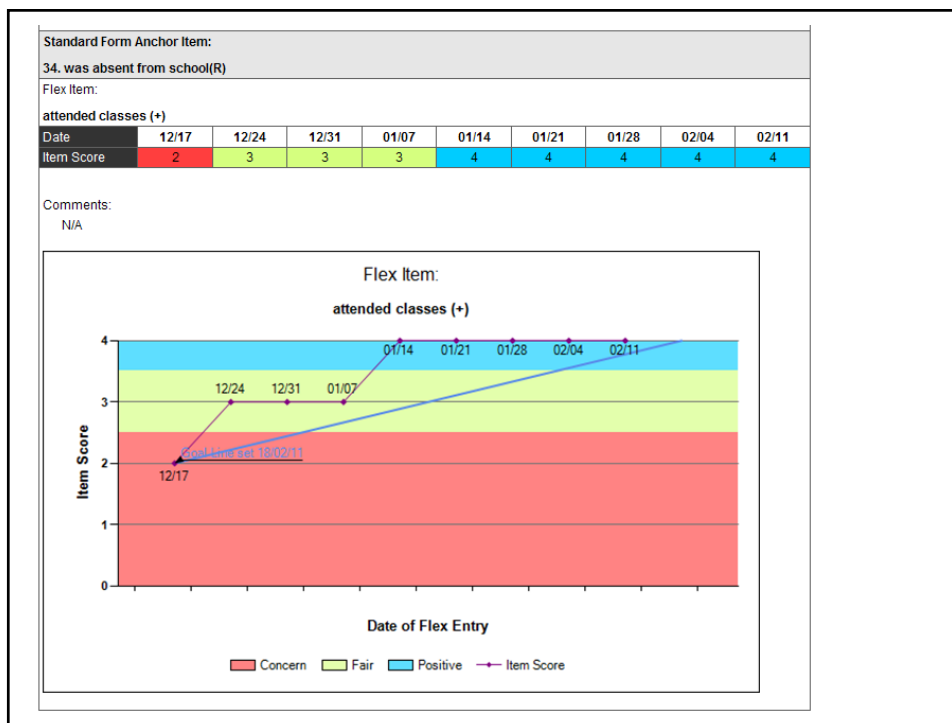 Standard Form Anchor Item:
34. was absent from school(R)
Flex Item:
attended classes (+)
Date 12/17 12/24 12/31 01/07 01/14 01/21 01/28 02/04 02/11
Item Score 2 3 3 3 4 4 4 4 4
Comments:
N/A
Flex Item:
attended classes (+)
4
01/14 01/21 01/28 02/04 02/11
12/24 12/31 01/07
3
Goal Line set 18/02/11
2
12/17
1
0
Item Score
Date of Flex Entry
Concern Fair Positive Item Score